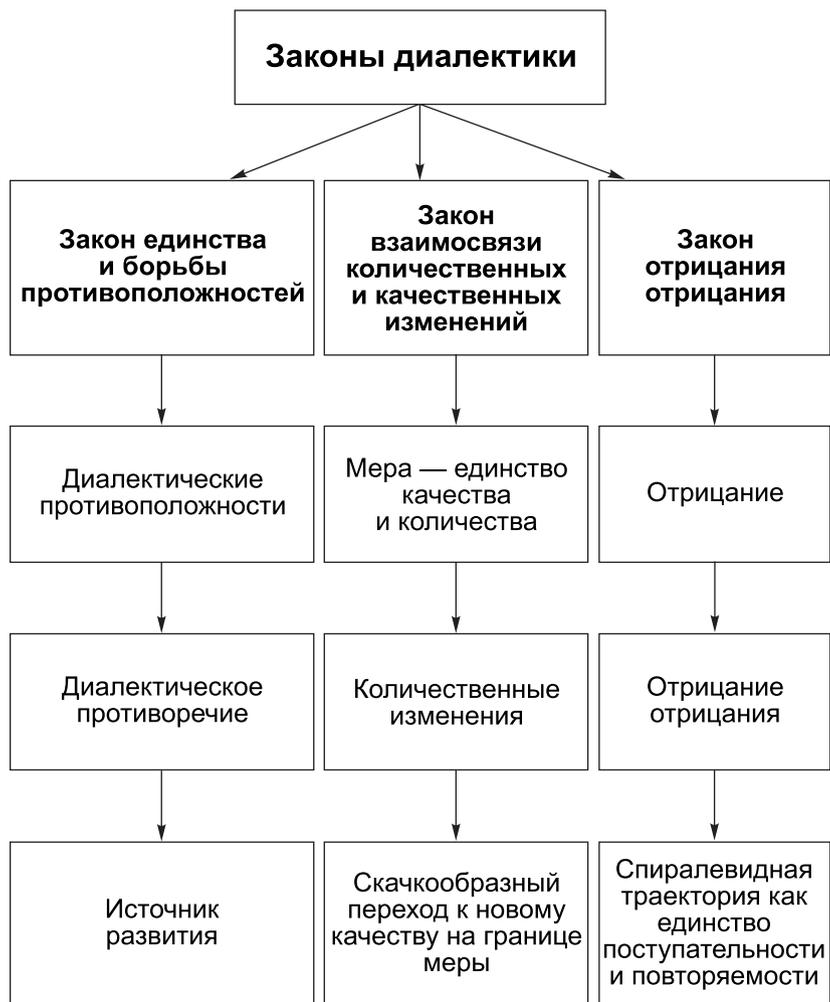 Законы диалектики
Закон единства
и борьбы
противоположностей
Закон
взаимосвязи
количественных
и качественных
изменений
Закон
отрицания
отрицания
Диалектические
противоположности
Мера — единство
качества
и количества
Отрицание
Диалектическое
противоречие
Количественные
изменения
Отрицание
отрицания
Источник
развития
Скачкообразный
переход к новому
качеству на границе
меры
Спиралевидная
траектория как
единство
поступательности
и повторяемости